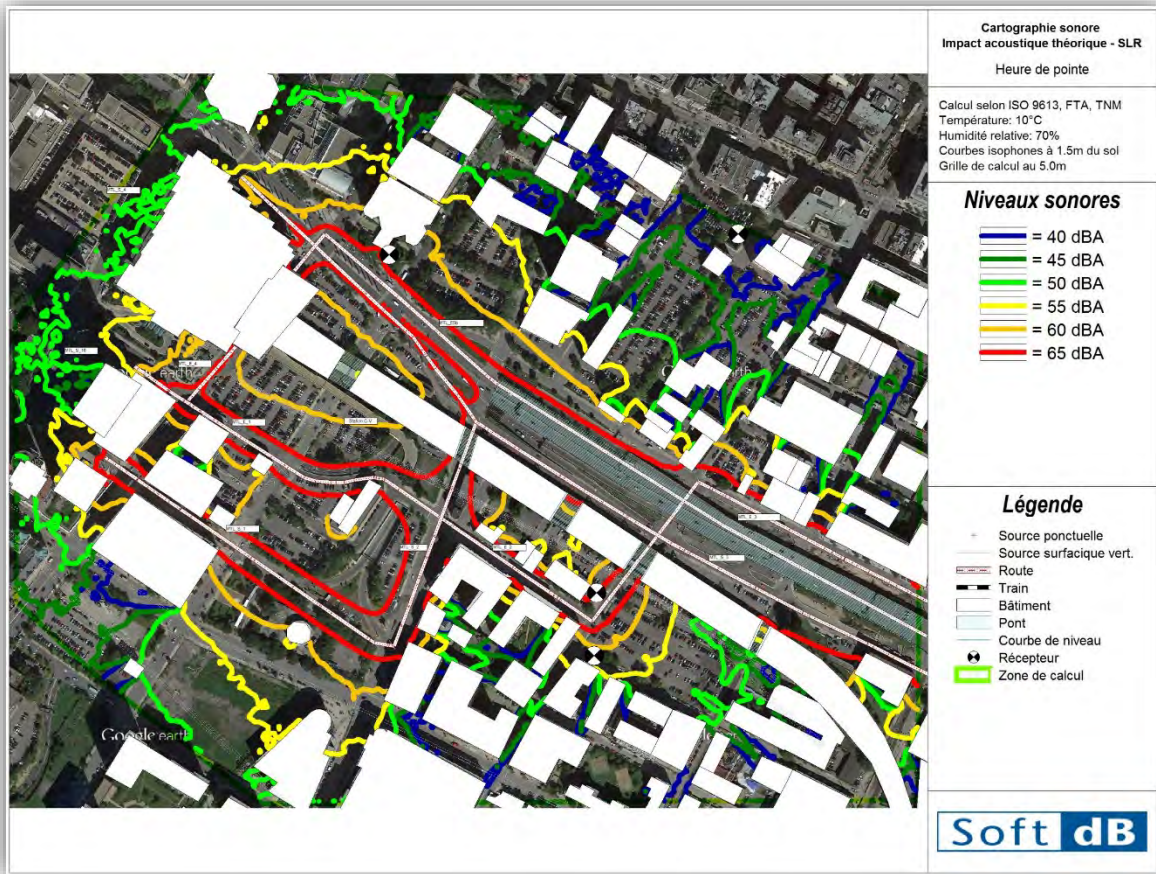 Cartographie sonore
Impact acoustique théorique - SLR
Heure de pointe
Calcul selon ISO 9613, FTA, TNM
Température: 10°C
Humidité relative: 70%
Courbes isophones à 1.5m du sol
Grille de calcul au 5.0m
Niveaux sonores
= 40 dBA
= 45 dBA
= 50 dBA
= 55 dBA
= 60 dBA
= 65 dBA
Légende
Source ponctuelle
Source surfacique vert.
Route
Train
Bâtiment
Pont
Courbe de niveau
Récepteur
Zone de calcul
Soft dB
earth
Google earth